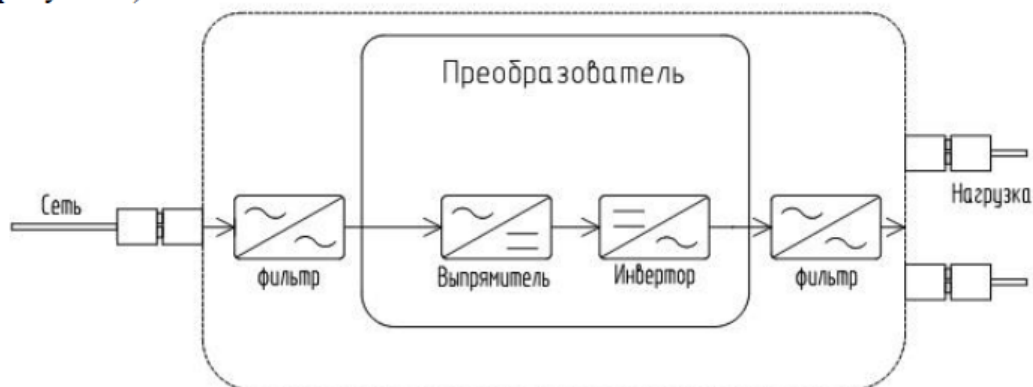 Преобразователь
Сеть
Нагрузка
фильтр
Выпрямитель
Инвертор
фильтр